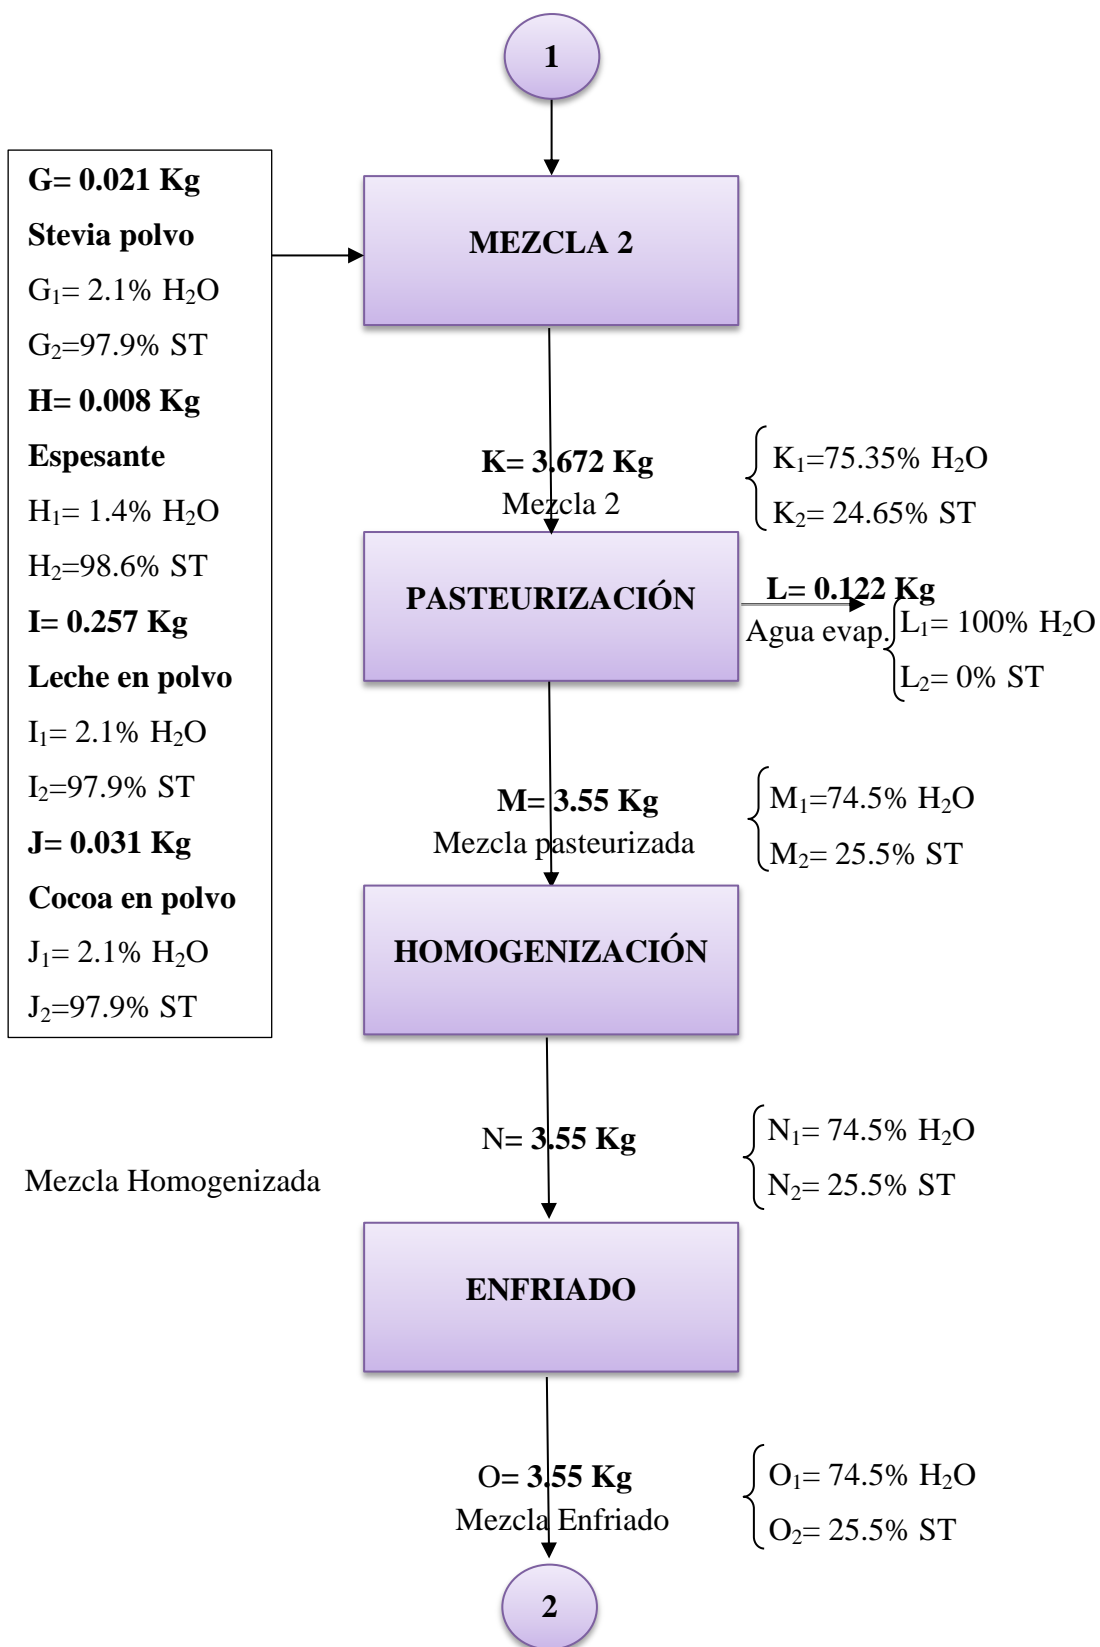 1
G= 0.021 Kg
Stevia polvo
G₁= 2.1% H₂O
G₂=97.9% ST
H= 0.008 Kg
Espesante
H₁= 1.4% H₂O
H₂=98.6% ST
I= 0.257 Kg
Leche en polvo
I₁= 2.1% H₂O
I₂=97.9% ST
J= 0.031 Kg
Cocoa en polvo
J₁= 2.1% H₂O
J₂=97.9% ST
MEZCLA 2
K= 3.672 Kg
Mezcla 2
K₁=75.35% H₂O
K₂= 24.65% ST
PASTEURIZACIÓN
L= 0.122 Kg
Agua evap.
L₁= 100% H₂O
L₂= 0% ST
M= 3.55 Kg
Mezcla pasteurizada
M₁=74.5% H₂O
M₂= 25.5% ST
HOMOGENIZACIÓN
N= 3.55 Kg
Mezcla Homogenizada
N₁= 74.5% H₂O
N₂= 25.5% ST
ENFRIADO
O= 3.55 Kg
Mezcla Enfriado
O₁= 74.5% H₂O
O₂= 25.5% ST
2